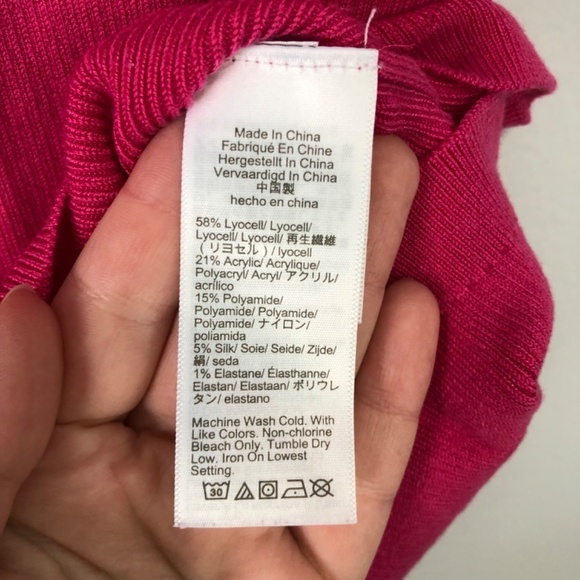 Made In China
Fabriqué En Chine
Hergestellt In China
Vervaardigd In China
中国製
hecho en china
58% Lyocell/ Lyocell/
Lyocell/ Lyocell/ 再生繊維
(リヨセル)/lyocell
21% Acrylic/ Acrylique/
Polyacryl/ Acryl/ アクリル/
acrílico
15% Polyamide/
Polyamide/ Polyamide/
Polyamide/ ナイロン/
poliamida
5% Silk/ Soie/ Seide/ Zijde/
絹/ seda
1% Elastane/ Élasthanne/
Elastan/ Elastaan/ ポリウレ
タン/ elastano
Machine Wash Cold. With
Like Colors. Non-chlorine
Bleach Only. Tumble Dry
Low. Iron On Lowest
Setting.
30